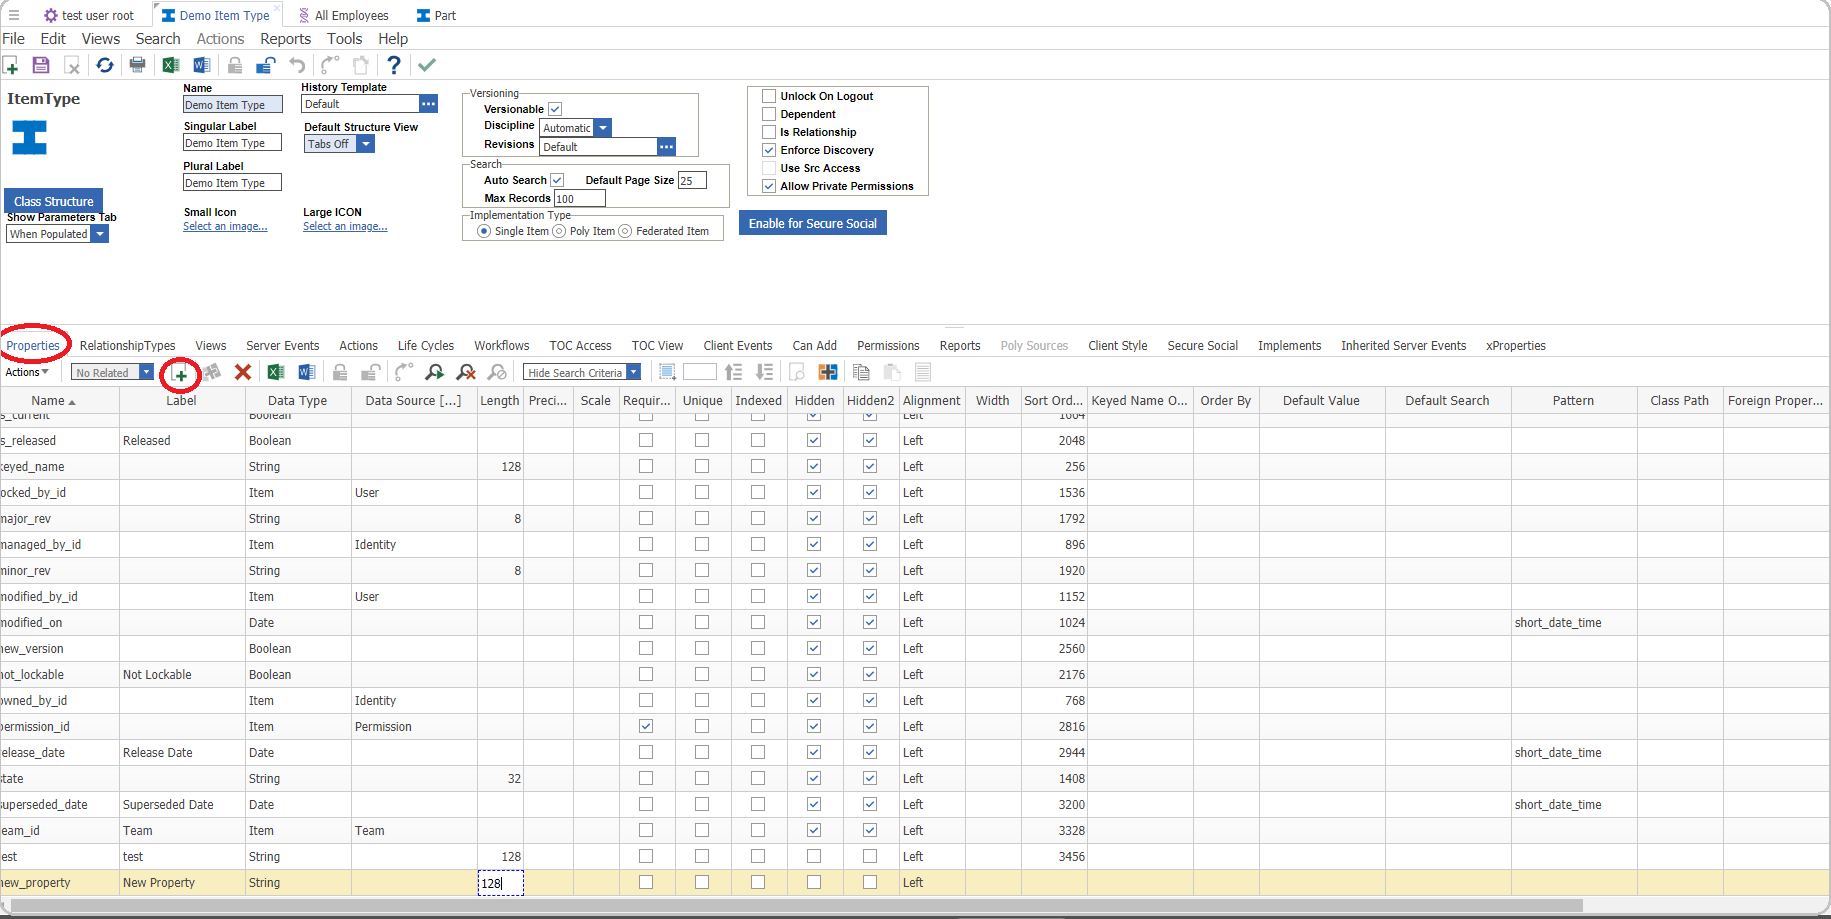 test user root Demo Item Type All Employees Part
File Edit Views Search Actions Reports Tools Help
ItemType
Class Structure
Show Parameters Tab
When Populated
Name
Demo Item Type
Singular Label
Demo Item Type
Plural Label
Demo Item Type
Small Icon
Select an image...
History Template
Default
Default Structure View
Tabs Off
Large ICON
Select an image...
Versioning
Versionable
Discipline Automatic
Revisions Default
Search
Auto Search Default Page Size 25
Max Records 100
Implementation Type
Single Item Poly Item Federated Item
Unlock On Logout
Dependent
Is Relationship
Enforce Discovery
Use Src Access
Allow Private Permissions
Enable for Secure Social
Properties RelationshipTypes Views Server Events Actions Life Cycles Workflows TOC Access TOC View Client Events Can Add Permissions Reports Poly Sources Client Style Secure Social Implements Inherited Server Events xProperties
Actions No Related Hide Search Criteria
Name Label Data Type Data Source [...] Length Preci... Scale Requir... Unique Indexed Hidden Hidden2 Alignment Width Sort Ord... Keyed Name O... Order By Default Value Default Search Pattern Class Path Foreign Proper...
s_current Boolean Left 1664
s_released Released Boolean Left 2048
keyed_name String 128 Left 256
ocked_by_id Item User Left 1536
major_rev String 8 Left 1792
managed_by_id Item Identity Left 896
minor_rev String 8 Left 1920
modified_by_id Item User Left 1152
modified_on Date Left 1024 short_date_time
new_version Boolean Left 2560
not_lockable Not Lockable Boolean Left 2176
owned_by_id Item Identity Left 768
permission_id Item Permission Left 2816
elease_date Release Date Date Left 2944 short_date_time
tate String 32 Left 1408
superseded_date Superseded Date Date Left 3200 short_date_time
eam_id Team Item Team Left 3328
est test String 128 Left 3456
new_property New Property String 128 Left